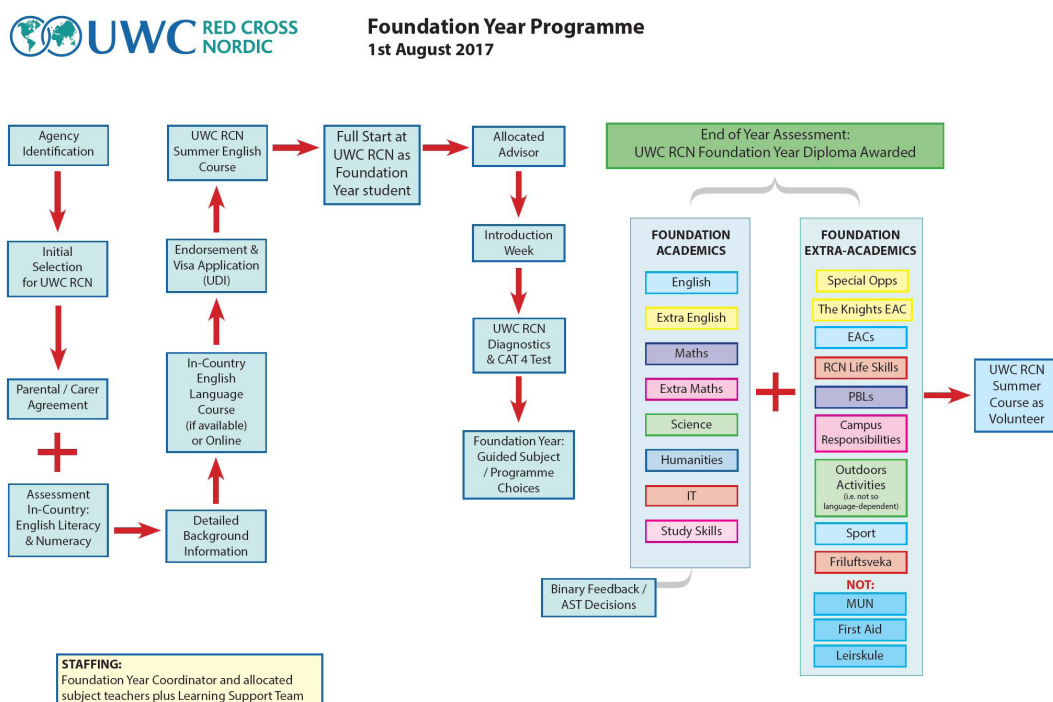 UWC RED CROSS
NORDIC
Foundation Year Programme
1st August 2017
Agency
Identification
Initial
Selection
for UWC RCN
Parental / Carer
Agreement
Assessment
In-Country:
English Literacy
& Numeracy
Detailed
Background
Information
In-Country
English
Language
Course
(if available)
or Online
Endorsement &
Visa Application
(UDI)
UWC RCN
Summer English
Course
Full Start at
UWC RCN as
Foundation
Year student
Allocated
Advisor
Introduction
Week
UWC RCN
Diagnostics
& CAT 4 Test
Foundation Year:
Guided Subject
/ Programme
Choices
End of Year Assessment:
UWC RCN Foundation Year Diploma Awarded
FOUNDATION
ACADEMICS
English
Extra English
Maths
Extra Maths
Science
Humanities
IT
Study Skills
Binary Feedback /
AST Decisions
FOUNDATION
EXTRA-ACADEMICS
Special Opps
The Knights EAC
EACs
RCN Life Skills
PBLs
Campus
Responsibilities
Outdoors
Activities
(i.e. not so
language-dependent)
Sport
Friluftsveka
NOT:
MUN
First Aid
Leirskule
UWC RCN
Summer
Course as
Volunteer
STAFFING:
Foundation Year Coordinator and allocated
subject teachers plus Learning Support Team